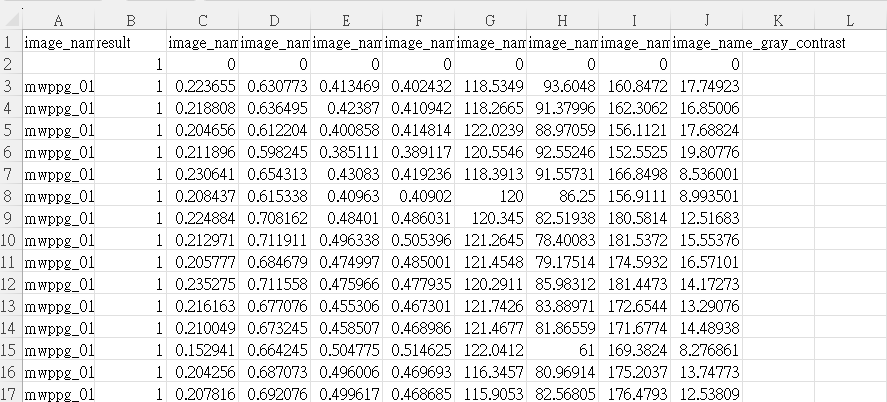 A B C D E F G H I J K L
1 image_nam result image_nam image_nam image_nam image_nam image_nam image_nam image_nam image_name_gray_contrast
2 1 0 0 0 0 0 0 0 0
3 mwppg_01 1 0.223655 0.630773 0.413469 0.402432 118.5349 93.6048 160.8472 17.74923
4 mwppg_01 1 0.218808 0.636495 0.42387 0.410942 118.2665 91.37996 162.3062 16.85006
5 mwppg_01 1 0.204656 0.612204 0.400858 0.414814 122.0239 88.97059 156.1121 17.68824
6 mwppg_01 1 0.211896 0.598245 0.385111 0.389117 120.5546 92.55246 152.5525 19.80776
7 mwppg_01 1 0.230641 0.654313 0.43083 0.419236 118.3913 91.55731 166.8498 8.536001
8 mwppg_01 1 0.208437 0.615338 0.40963 0.40902 120 86.25 156.9111 8.993501
9 mwppg_01 1 0.224884 0.708162 0.48401 0.486031 120.345 82.51938 180.5814 12.51683
10 mwppg_01 1 0.212971 0.711911 0.496338 0.505396 121.2645 78.40083 181.5372 15.55376
11 mwppg_01 1 0.205777 0.684679 0.474997 0.485001 121.4548 79.17514 174.5932 16.57101
12 mwppg_01 1 0.235275 0.711558 0.475966 0.477935 120.2911 85.98312 181.4473 14.17273
13 mwppg_01 1 0.216163 0.677076 0.455306 0.467301 121.7426 83.88971 172.6544 13.29076
14 mwppg_01 1 0.210049 0.673245 0.458507 0.468986 121.4677 81.86559 171.6774 14.48938
15 mwppg_01 1 0.152941 0.664245 0.504775 0.514625 122.0412 61 169.3824 8.276861
16 mwppg_01 1 0.204256 0.687073 0.496006 0.469693 116.3457 80.96914 175.2037 13.74773
17 mwppg_01 1 0.207816 0.692076 0.499617 0.468685 115.9053 82.56805 176.4793 12.53809